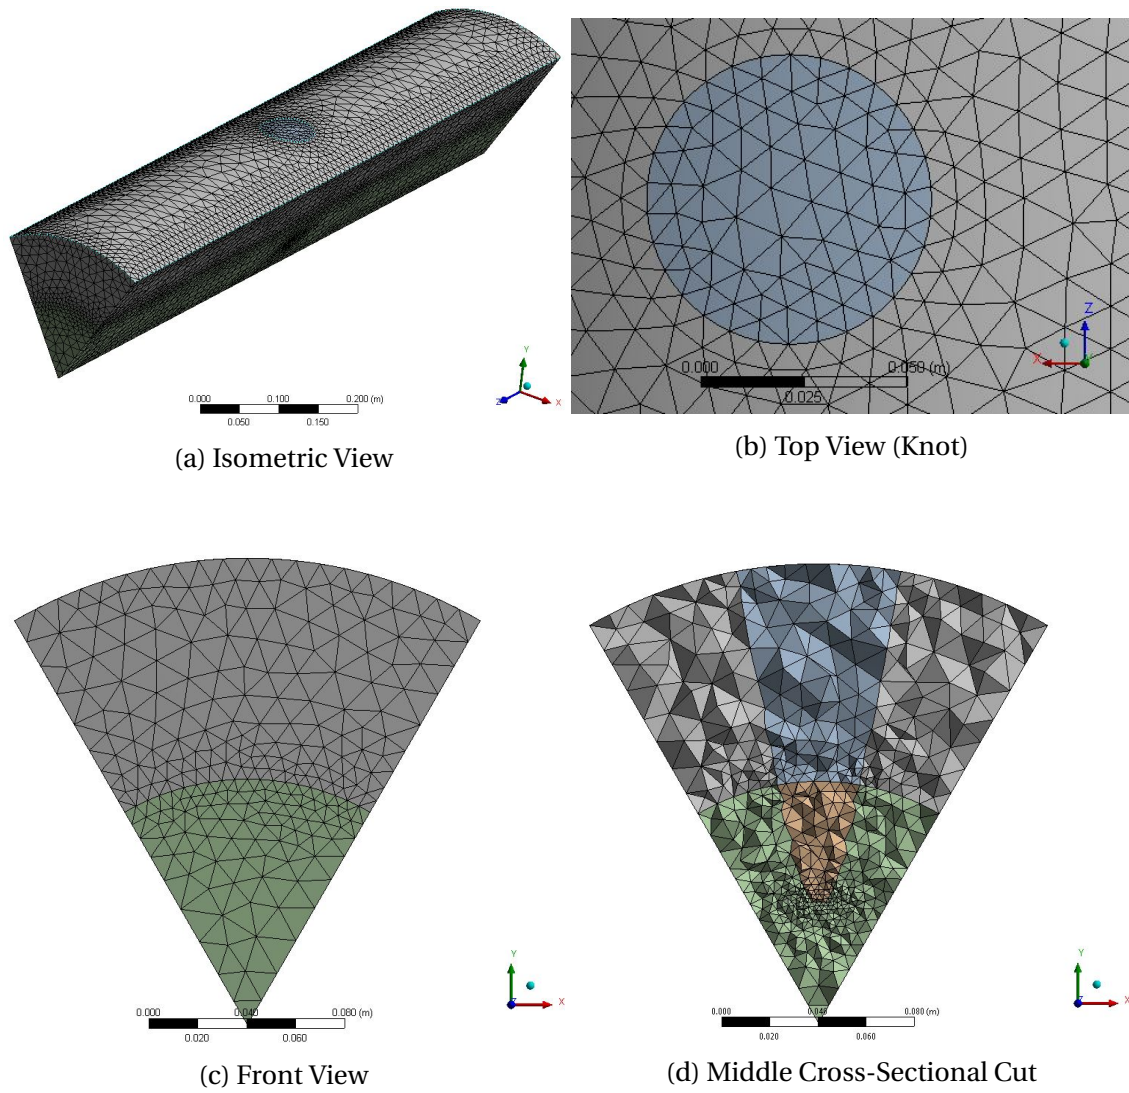 0.000 0.100 0.200 (m)
0.050 0.150
Y
Z X
(a) Isometric View
0.000 0.050 (m)
0.025
Z
X Y
(b) Top View (Knot)
0.000 0.040 0.080 (m)
0.020 0.060
Y
Z X
(c) Front View
0.000 0.040 0.080 (m)
0.020 0.060
Y
Z X
(d) Middle Cross-Sectional Cut